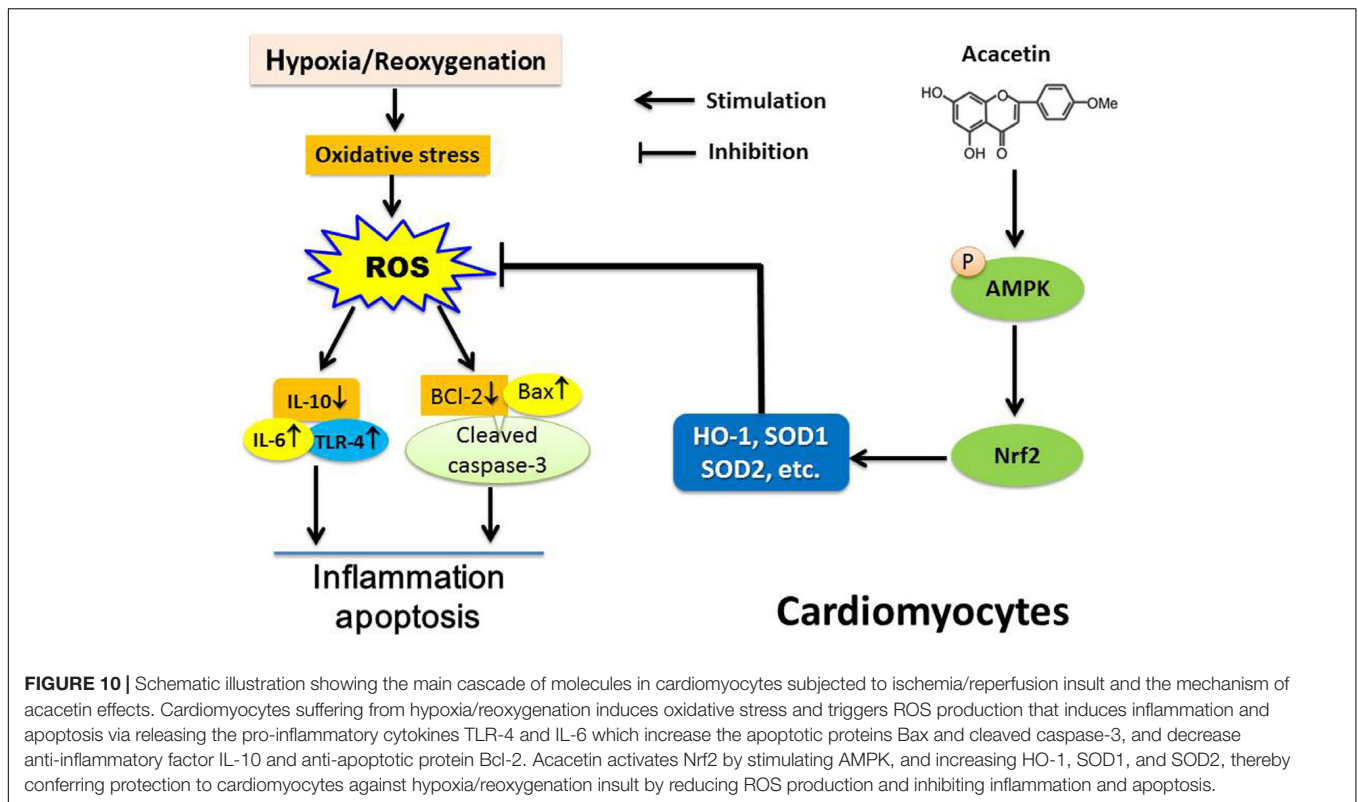 Hypoxia/Reoxygenation
Oxidative stress
ROS
IL-10↓
IL-6↑
TLR-4↑
BCl-2↓
Bax↑
Cleaved
caspase-3
Inflammation
apoptosis
Stimulation
Inhibition
Acacetin
HO
O
OMe
OH
O
P
AMPK
Nrf2
HO-1, SOD1
SOD2, etc.
Cardiomyocytes
FIGURE 10 | Schematic illustration showing the main cascade of molecules in cardiomyocytes subjected to ischemia/reperfusion insult and the mechanism of
acacetin effects. Cardiomyocytes suffering from hypoxia/reoxygenation induces oxidative stress and triggers ROS production that induces inflammation and
apoptosis via releasing the pro-inflammatory cytokines TLR-4 and IL-6 which increase the apoptotic proteins Bax and cleaved caspase-3, and decrease
anti-inflammatory factor IL-10 and anti-apoptotic protein Bcl-2. Acacetin activates Nrf2 by stimulating AMPK, and increasing HO-1, SOD1, and SOD2, thereby
conferring protection to cardiomyocytes against hypoxia/reoxygenation insult by reducing ROS production and inhibiting inflammation and apoptosis.